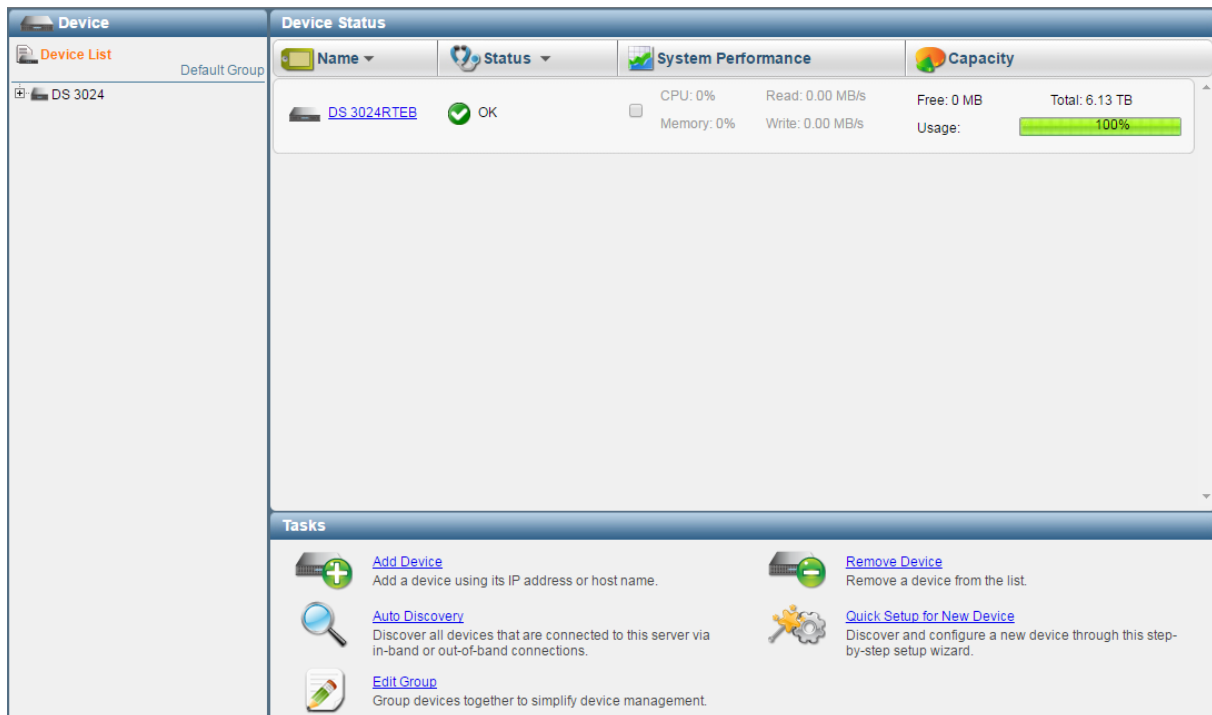 Device
Device List
Default Group
DS 3024
Device Status
Name
Status
System Performance
Capacity
DS 3024RTEB
OK
CPU: 0%
Read: 0.00 MB/s
Memory: 0%
Write: 0.00 MB/s
Free: 0 MB
Total: 6.13 TB
Usage:
100%
Tasks
Add Device
Add a device using its IP address or host name.
Remove Device
Remove a device from the list.
Auto Discovery
Discover all devices that are connected to this server via
in-band or out-of-band connections.
Quick Setup for New Device
Discover and configure a new device through this step-
by-step setup wizard.
Edit Group
Group devices together to simplify device management.